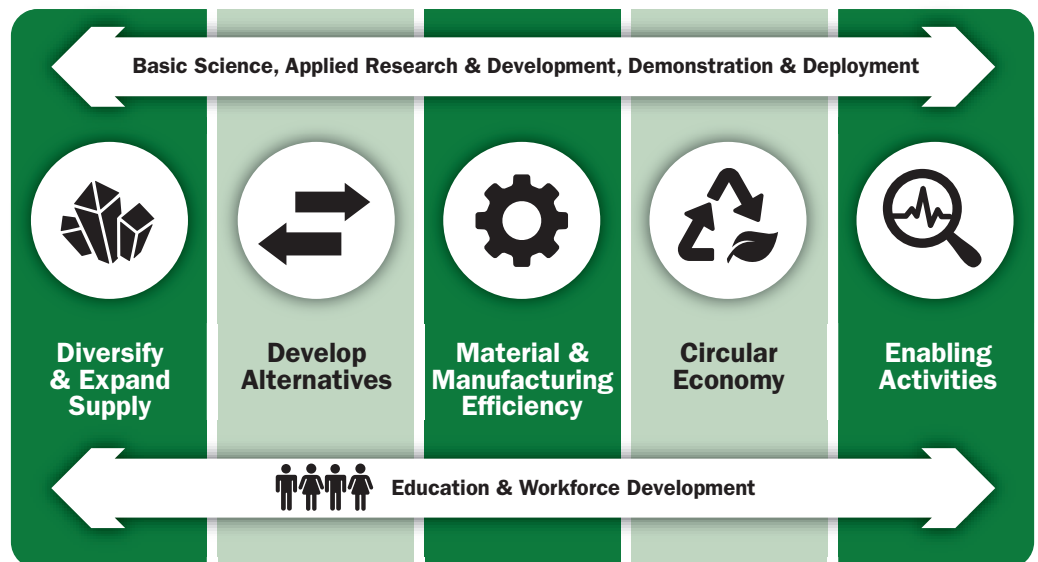 Basic Science, Applied Research & Development, Demonstration & Deployment
Diversify
& Expand
Supply
Develop
Alternatives
Material &
Manufacturing
Efficiency
Circular
Economy
Enabling
Activities
Education & Workforce Development